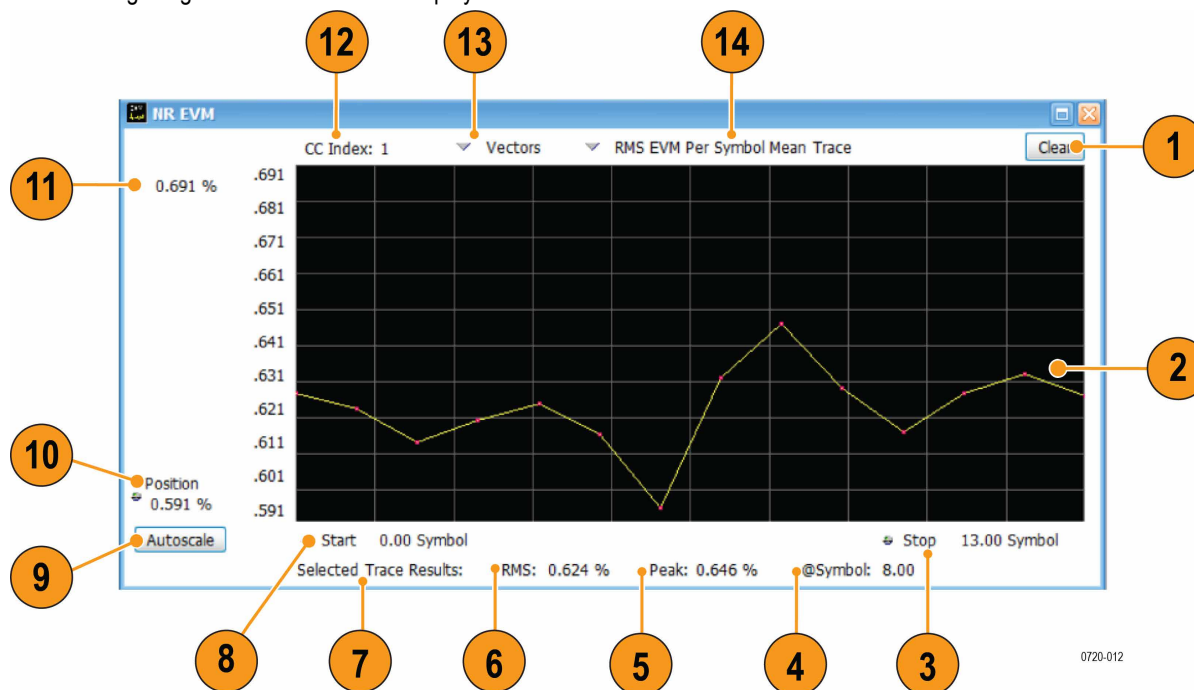 12 13 14
NR EVM
CC Index: 1 Vectors RMS EVM Per Symbol Mean Trace Clear
1
11
0.691 %
.691
.681
.671
.661
.651
.641
.631
.621
.611
.601
.591
2
10
Position
0.591 %
Autoscale
9
Start 0.00 Symbol Stop 13.00 Symbol
Selected Trace Results: RMS: 0.624 % Peak: 0.646 % @Symbol: 8.00
8 7 6 5 4 3
0720-012